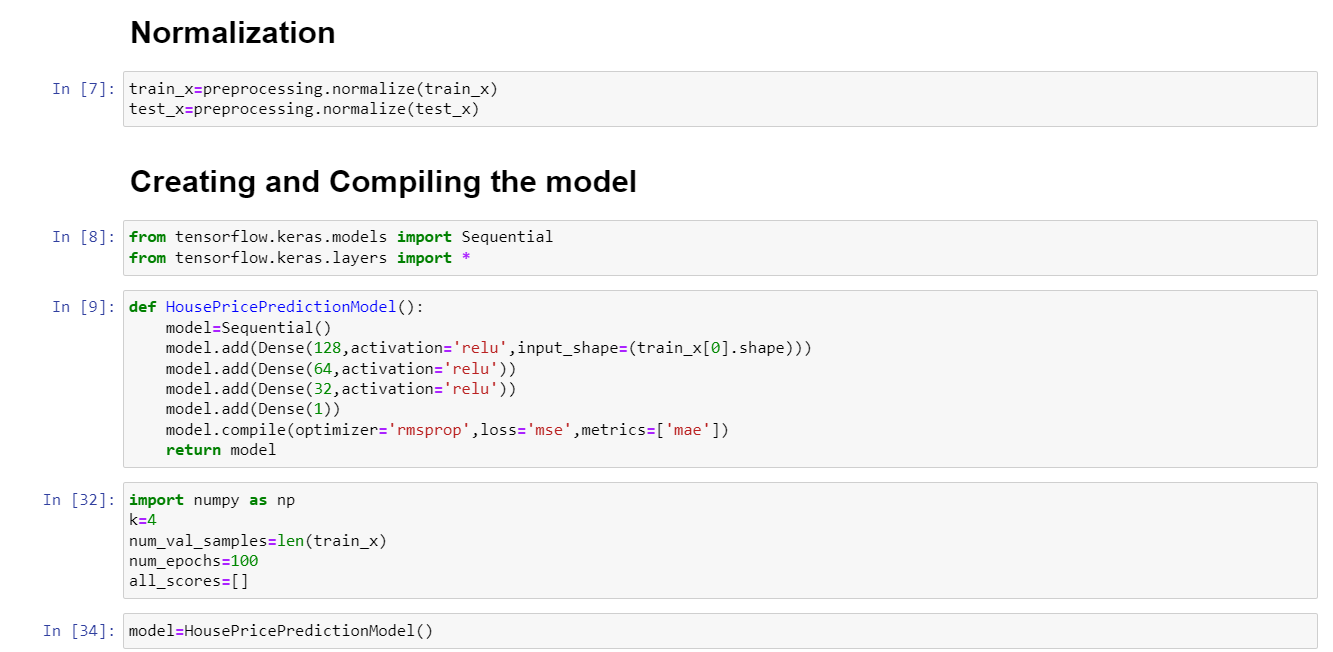 Normalization
In [7]: train_x=preprocessing.normalize(train_x)
test_x=preprocessing.normalize(test_x)
Creating and Compiling the model
In [8]: from tensorflow.keras.models import Sequential
from tensorflow.keras.layers import *
In [9]: def HousePricePredictionModel():
    model=Sequential()
    model.add(Dense(128,activation='relu',input_shape=(train_x[0].shape)))
    model.add(Dense(64,activation='relu'))
    model.add(Dense(32,activation='relu'))
    model.add(Dense(1))
    model.compile(optimizer='rmsprop',loss='mse',metrics=['mae'])
    return model
In [32]: import numpy as np
k=4
num_val_samples=len(train_x)
num_epochs=100
all_scores=[]
In [34]: model=HousePricePredictionModel()